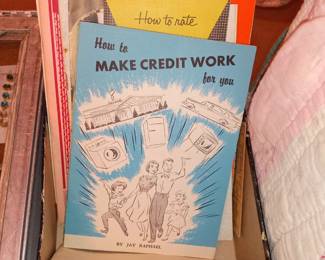 How to rate
How to
MAKE CREDIT WORK
for you
BY JAY RAPHAEL